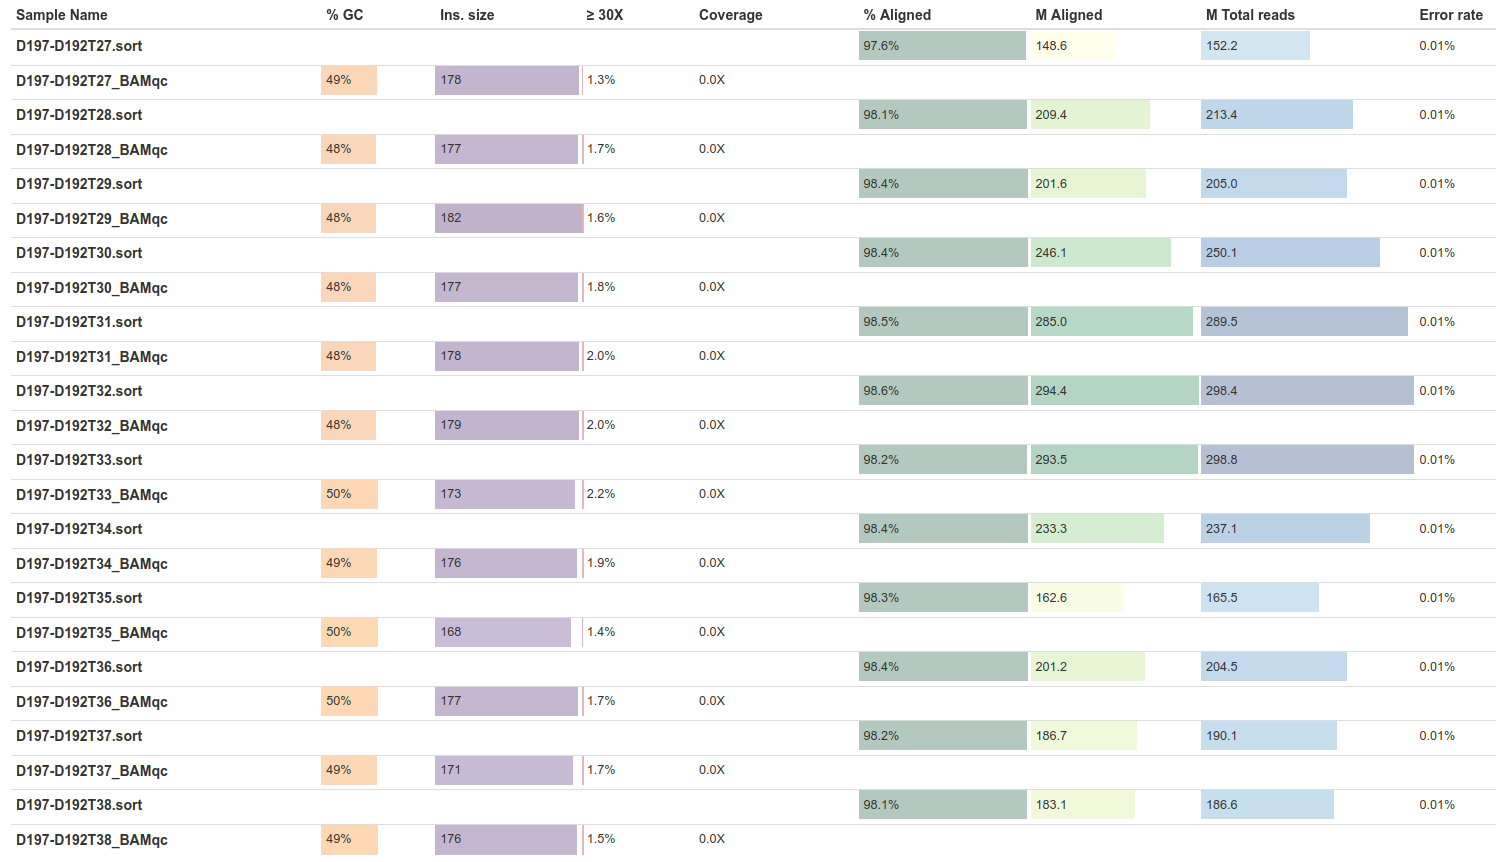 Sample Name % GC Ins. size ≥ 30X Coverage % Aligned M Aligned M Total reads Error rate
D197-D192T27.sort 97.6% 148.6 152.2 0.01%
D197-D192T27_BAMqc 49% 178 1.3% 0.0X
D197-D192T28.sort 98.1% 209.4 213.4 0.01%
D197-D192T28_BAMqc 48% 177 1.7% 0.0X
D197-D192T29.sort 98.4% 201.6 205.0 0.01%
D197-D192T29_BAMqc 48% 182 1.6% 0.0X
D197-D192T30.sort 98.4% 246.1 250.1 0.01%
D197-D192T30_BAMqc 48% 177 1.8% 0.0X
D197-D192T31.sort 98.5% 285.0 289.5 0.01%
D197-D192T31_BAMqc 48% 178 2.0% 0.0X
D197-D192T32.sort 98.6% 294.4 298.4 0.01%
D197-D192T32_BAMqc 48% 179 2.0% 0.0X
D197-D192T33.sort 98.2% 293.5 298.8 0.01%
D197-D192T33_BAMqc 50% 173 2.2% 0.0X
D197-D192T34.sort 98.4% 233.3 237.1 0.01%
D197-D192T34_BAMqc 49% 176 1.9% 0.0X
D197-D192T35.sort 98.3% 162.6 165.5 0.01%
D197-D192T35_BAMqc 50% 168 1.4% 0.0X
D197-D192T36.sort 98.4% 201.2 204.5 0.01%
D197-D192T36_BAMqc 50% 177 1.7% 0.0X
D197-D192T37.sort 98.2% 186.7 190.1 0.01%
D197-D192T37_BAMqc 49% 171 1.7% 0.0X
D197-D192T38.sort 98.1% 183.1 186.6 0.01%
D197-D192T38_BAMqc 49% 176 1.5% 0.0X